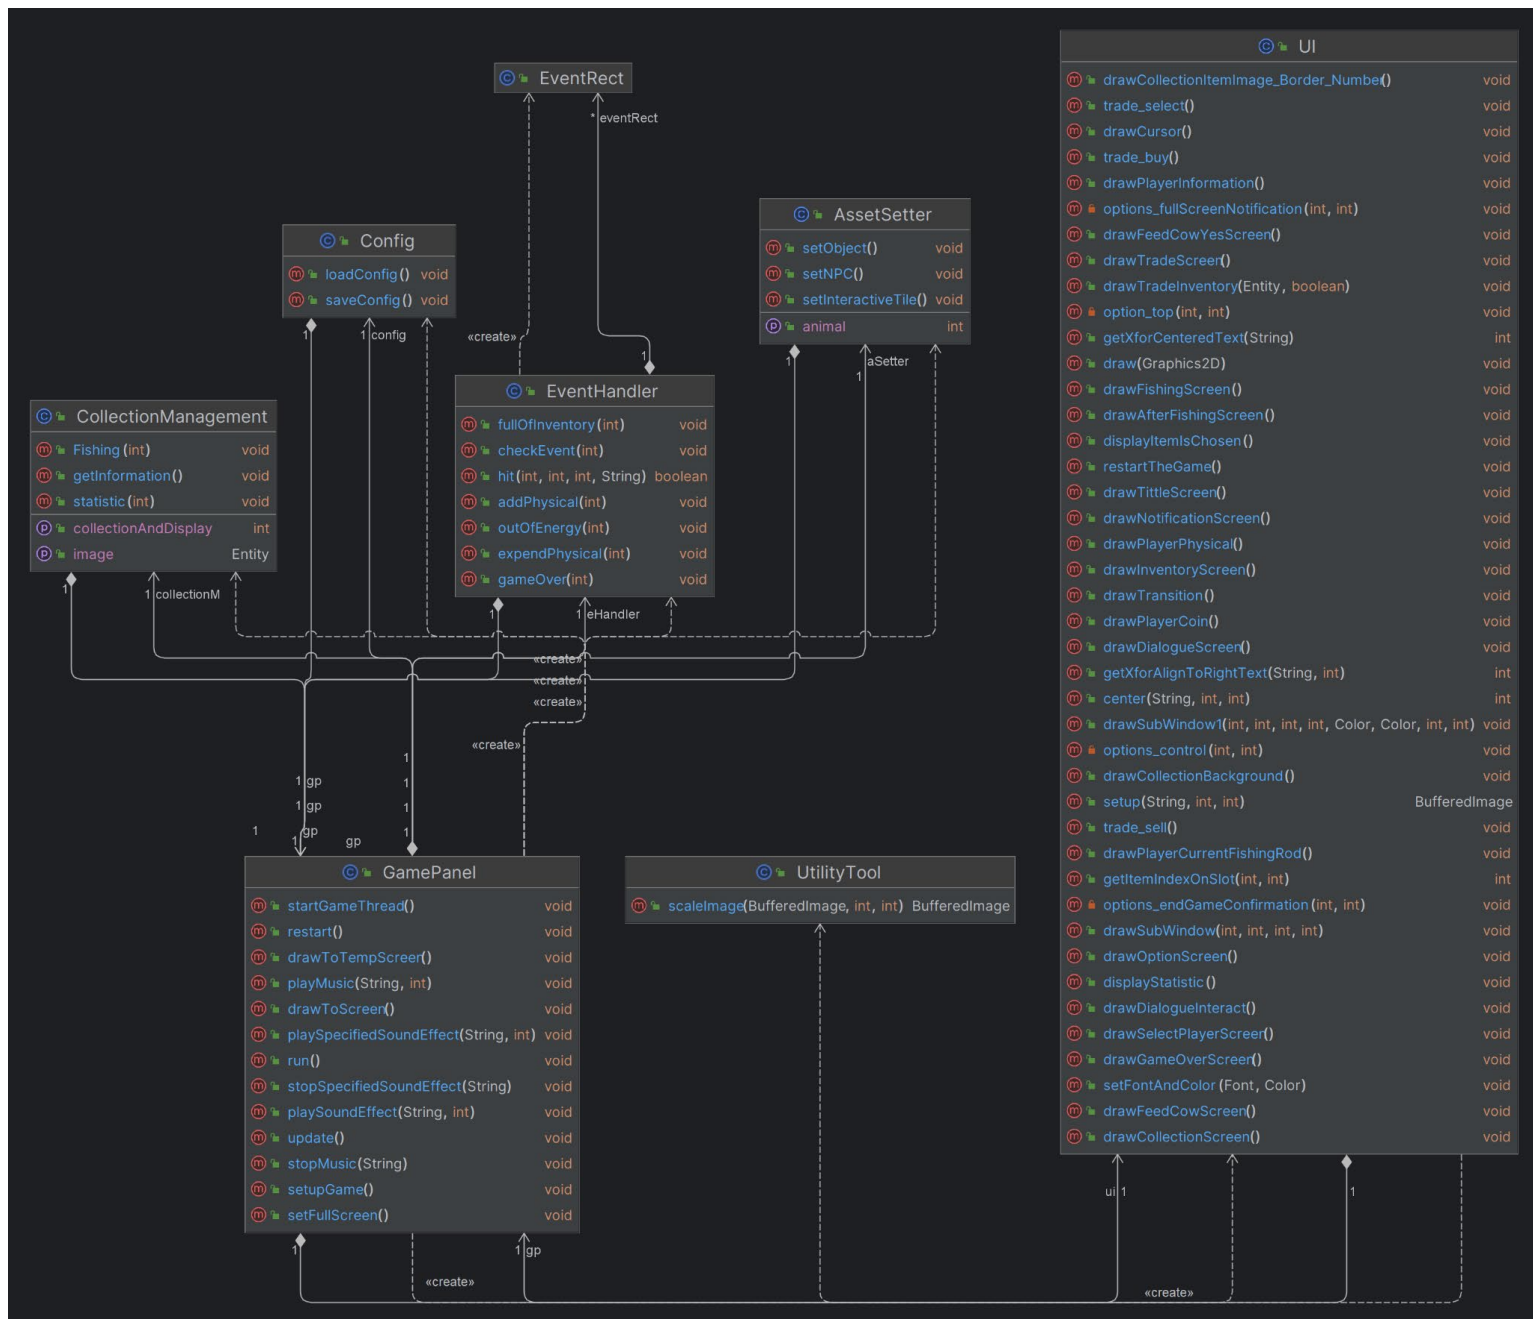 EventRect
* eventRect
«create»
Config
loadConfig() void
saveConfig() void
1
1 config
AssetSetter
setObject() void
setNPC() void
setInteractiveTile() void
animal int
1
aSetter
1
1
EventHandler
fullOfInventory(int) void
checkEvent(int) void
hit(int, int, int, String) boolean
addPhysical(int) void
outOfEnergy(int) void
expendPhysical(int) void
gameOver(int) void
1
1 eHandler
CollectionManagement
Fishing(int) void
getInformation() void
statistic(int) void
collectionAndDisplay int
image Entity
1
1 collectionM
«create»
«create»
«create»
«create»
1
1
1
1 gp
1 gp
1
gp
1
gp
GamePanel
startGameThread() void
restart() void
drawToTempScreen() void
playMusic(String, int) void
drawToScreen() void
playSpecifiedSoundEffect(String, int) void
run() void
stopSpecifiedSoundEffect(String) void
playSoundEffect(String, int) void
update() void
stopMusic(String) void
setupGame() void
setFullScreen() void
1
1 gp
«create»
UtilityTool
scaleImage(BufferedImage, int, int) BufferedImage
UI
drawCollectionItemImage_Border_Number() void
trade_select() void
drawCursor() void
trade_buy() void
drawPlayerInformation() void
options_fullScreenNotification(int, int) void
drawFeedCowYesScreen() void
drawTradeScreen() void
drawTradeInventory(Entity, boolean) void
option_top(int, int) void
getXforCenteredText(String) int
draw(Graphics2D) void
drawFishingScreen() void
drawAfterFishingScreen() void
displayItemIsChosen() void
restartTheGame() void
drawTittleScreen() void
drawNotificationScreen() void
drawPlayerPhysical() void
drawInventoryScreen() void
drawTransition() void
drawPlayerCoin() void
drawDialogueScreen() void
getXforAlignToRightText(String, int) int
center(String, int, int) int
drawSubWindow1(int, int, int, int, Color, Color, int, int) void
options_control(int, int) void
drawCollectionBackground() void
setup(String, int, int) BufferedImage
trade_sell() void
drawPlayerCurrentFishingRod() void
getItemIndexOnSlot(int, int) int
options_endGameConfirmation(int, int) void
drawSubWindow(int, int, int, int) void
drawOptionScreen() void
displayStatistic() void
drawDialogueInteract() void
drawSelectPlayerScreen() void
drawGameOverScreen() void
setFontAndColor(Font, Color) void
drawFeedCowScreen() void
drawCollectionScreen() void
ui 1
1
«create»